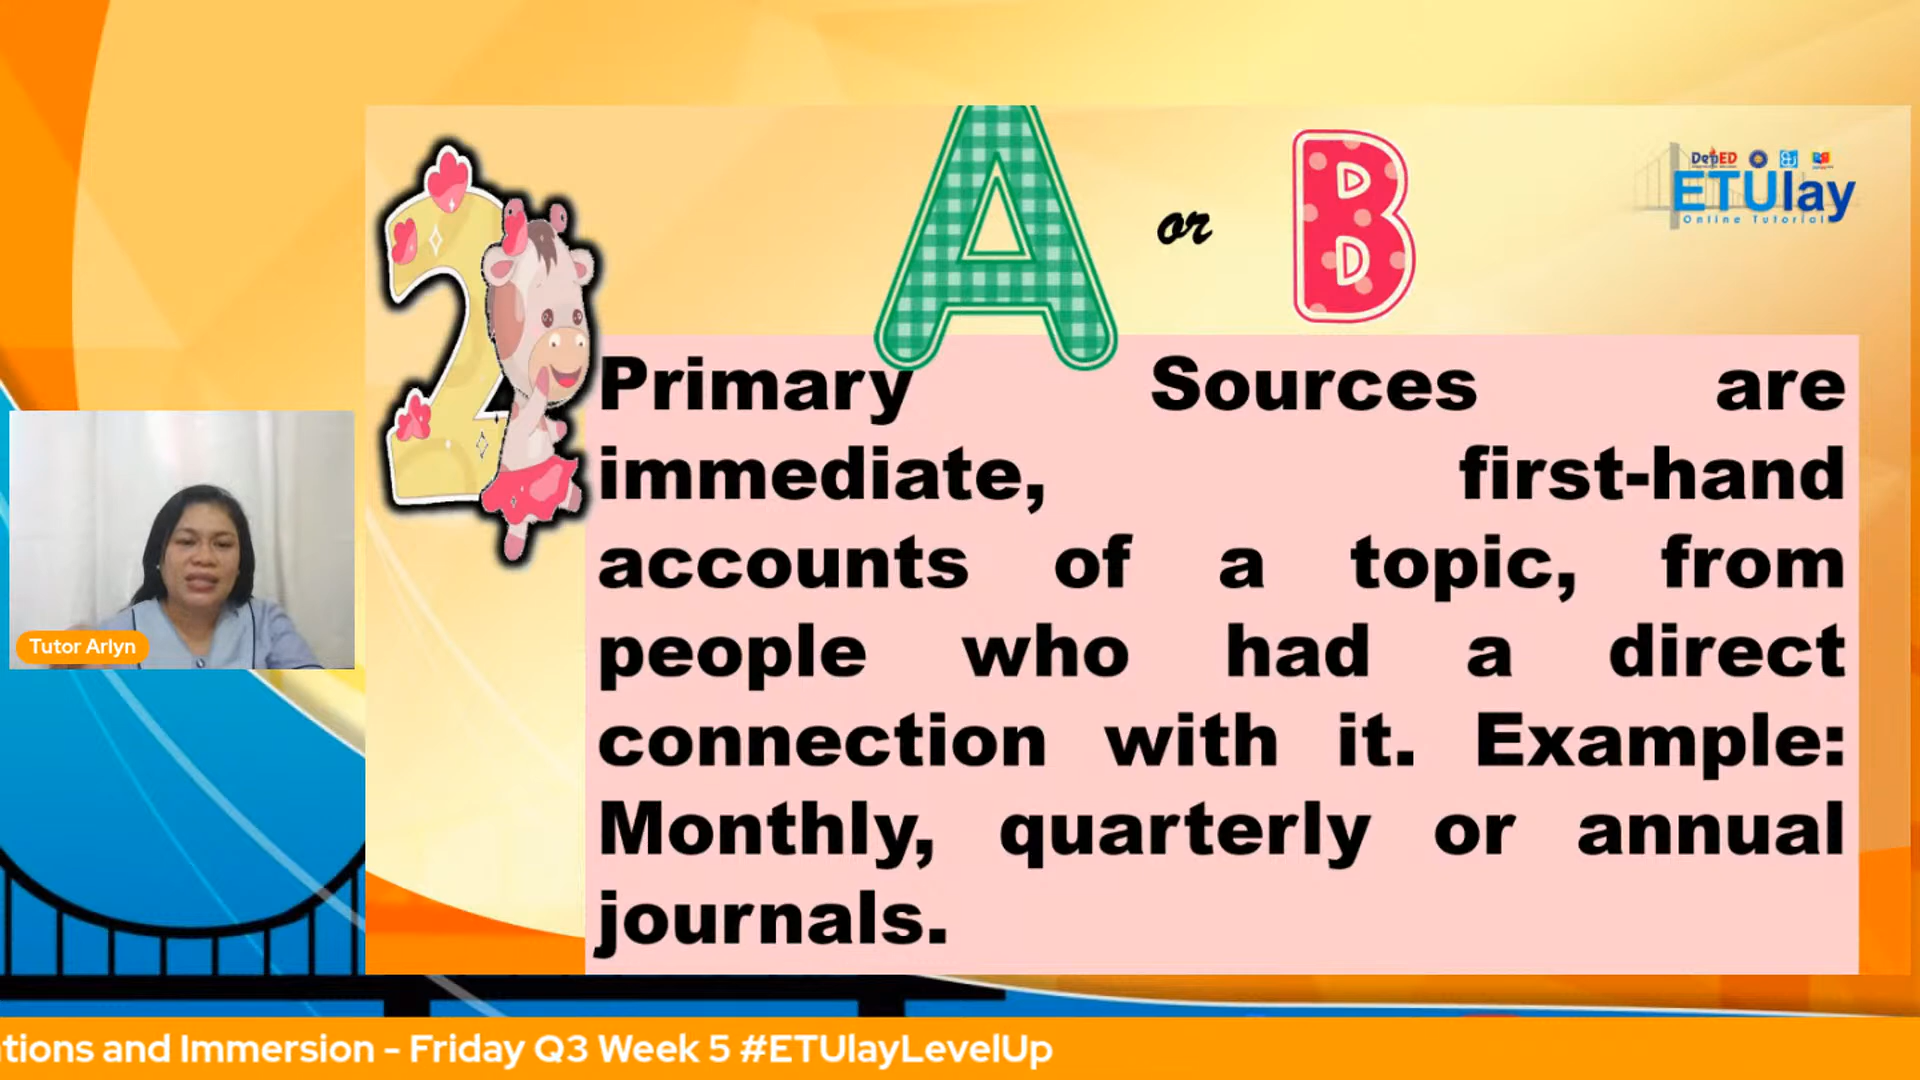 A or B
DepED
ETUlay
Online Tutorial
2
Primary Sources are
immediate, first-hand
accounts of a topic, from
people who had a direct
connection with it. Example:
Monthly, quarterly or annual
journals.
Tutor Arlyn
tions and Immersion - Friday Q3 Week 5 #ETUlayLevelUp